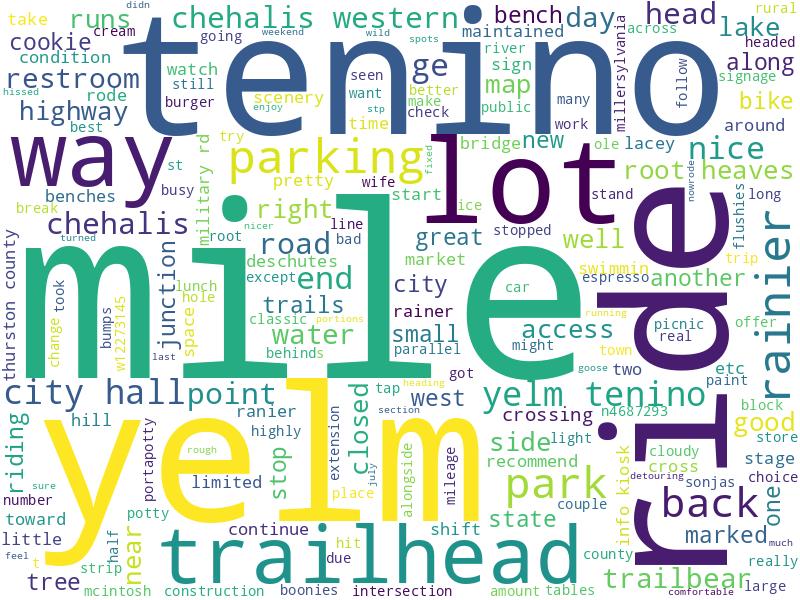 didn
take runs chehalis western bench day head rural
cream going maintained across lake
cookie tenino river millersylvania headed
condition watch seen ge sign along
restroom still scenery want better map follow signage
hissed rode burger make public many bike
highway weekend wild spots
best enjoy stp check work around
try military rd parking fixed bridge new ole lacey nice
way st busy pretty wife lot root heaves
benches time start ice stand nowrode long
break right line stopped flushies
chehalis root nicer bad great well de
turned road deschutes market swimmin espresso trip
thurston county junction lunch except end city another rainier
mile took bumps hole trails rainer car running picnic offer
change w12273145 space classic portions water small access real
last behinds parallel might town
goose two etc
city hall point heading got yelm tenino paint
ranier closed tap west crossing n4687293 block good
riding hill yelm highly extension section side light ride cloudy store
portapotty rough stop recommend info kiosk cross stage
number limited july alongside mileage park couple sonjas choice
sure place detouring back one
toward potty state marked
little half continue hit shift county much really
feel near trailhead due
t strip tree boonies intersection amount tables trailbear large
mcintosh construction comfortable